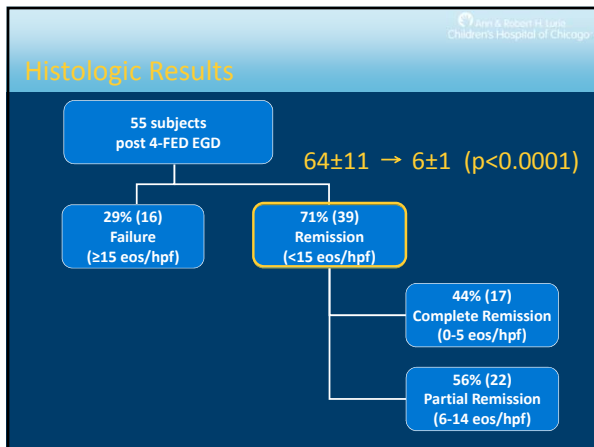 Ann & Robert H. Lurie
Children's Hospital of Chicago
Histologic Results
55 subjects
post 4-FED EGD
64±11 → 6±1 (p<0.0001)
29% (16)
Failure
(≥15 eos/hpf)
71% (39)
Remission
(<15 eos/hpf)
44% (17)
Complete Remission
(0-5 eos/hpf)
56% (22)
Partial Remission
(6-14 eos/hpf)